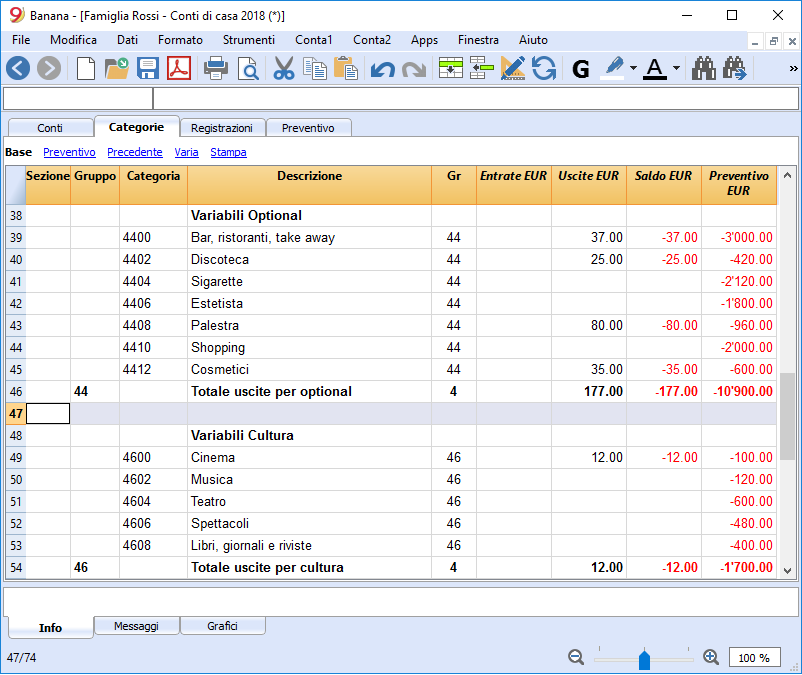 Banana - [Famiglia Rossi - Conti di casa 2018 (*)]
File Modifica Dati Formato Strumenti Conta1 Conta2 Apps Finestra Aiuto
G A »
Conti Categorie Registrazioni Preventivo
Base Preventivo Precedente Varia Stampa
Sezione Gruppo Categoria Descrizione Gr Entrate EUR Uscite EUR Saldo EUR Preventivo EUR
38 Variabili Optional
39 4400 Bar, ristoranti, take away 44 37.00 -37.00 -3'000.00
40 4402 Discoteca 44 25.00 -25.00 -420.00
41 4404 Sigarette 44 -2'120.00
42 4406 Estetista 44 -1'800.00
43 4408 Palestra 44 80.00 -80.00 -960.00
44 4410 Shopping 44 -2'000.00
45 4412 Cosmetici 44 35.00 -35.00 -600.00
46 44 Totale uscite per optional 4 177.00 -177.00 -10'900.00
47
48 Variabili Cultura
49 4600 Cinema 46 12.00 -12.00 -100.00
50 4602 Musica 46 -120.00
51 4604 Teatro 46 -600.00
52 4606 Spettacoli 46 -480.00
53 4608 Libri, giornali e riviste 46 -400.00
54 46 Totale uscite per cultura 4 12.00 -12.00 -1'700.00
Info Messaggi Grafici
47/74 100 %